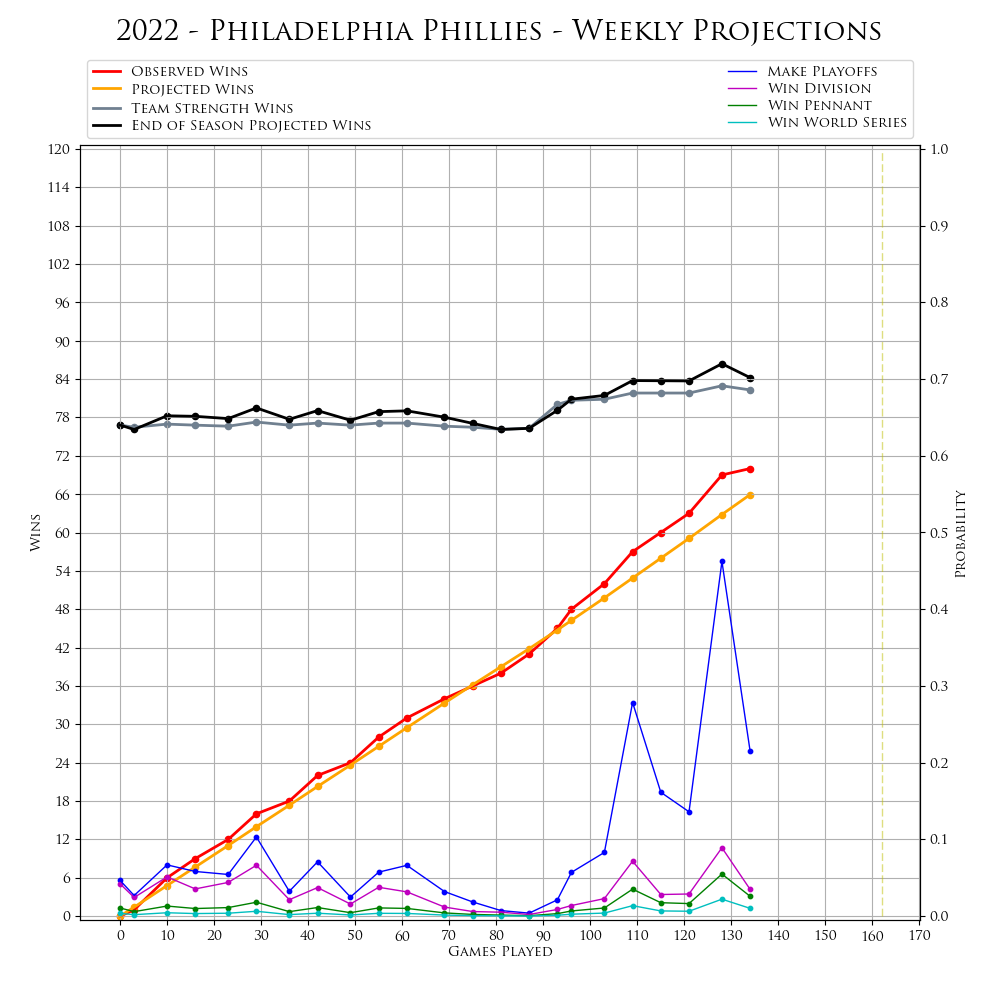 2022 - Philadelphia Phillies - Weekly Projections
Observed Wins
Projected Wins
Team Strength Wins
End of Season Projected Wins
Make Playoffs
Win Division
Win Pennant
Win World Series
120
114
108
102
96
90
84
78
72
66
60
54
48
42
36
30
24
18
12
6
0
Wins
1.0
0.9
0.8
0.7
0.6
0.5
0.4
0.3
0.2
0.1
0.0
Probability
0 10 20 30 40 50 60 70 80 90 100 110 120 130 140 150 160 170
Games Played